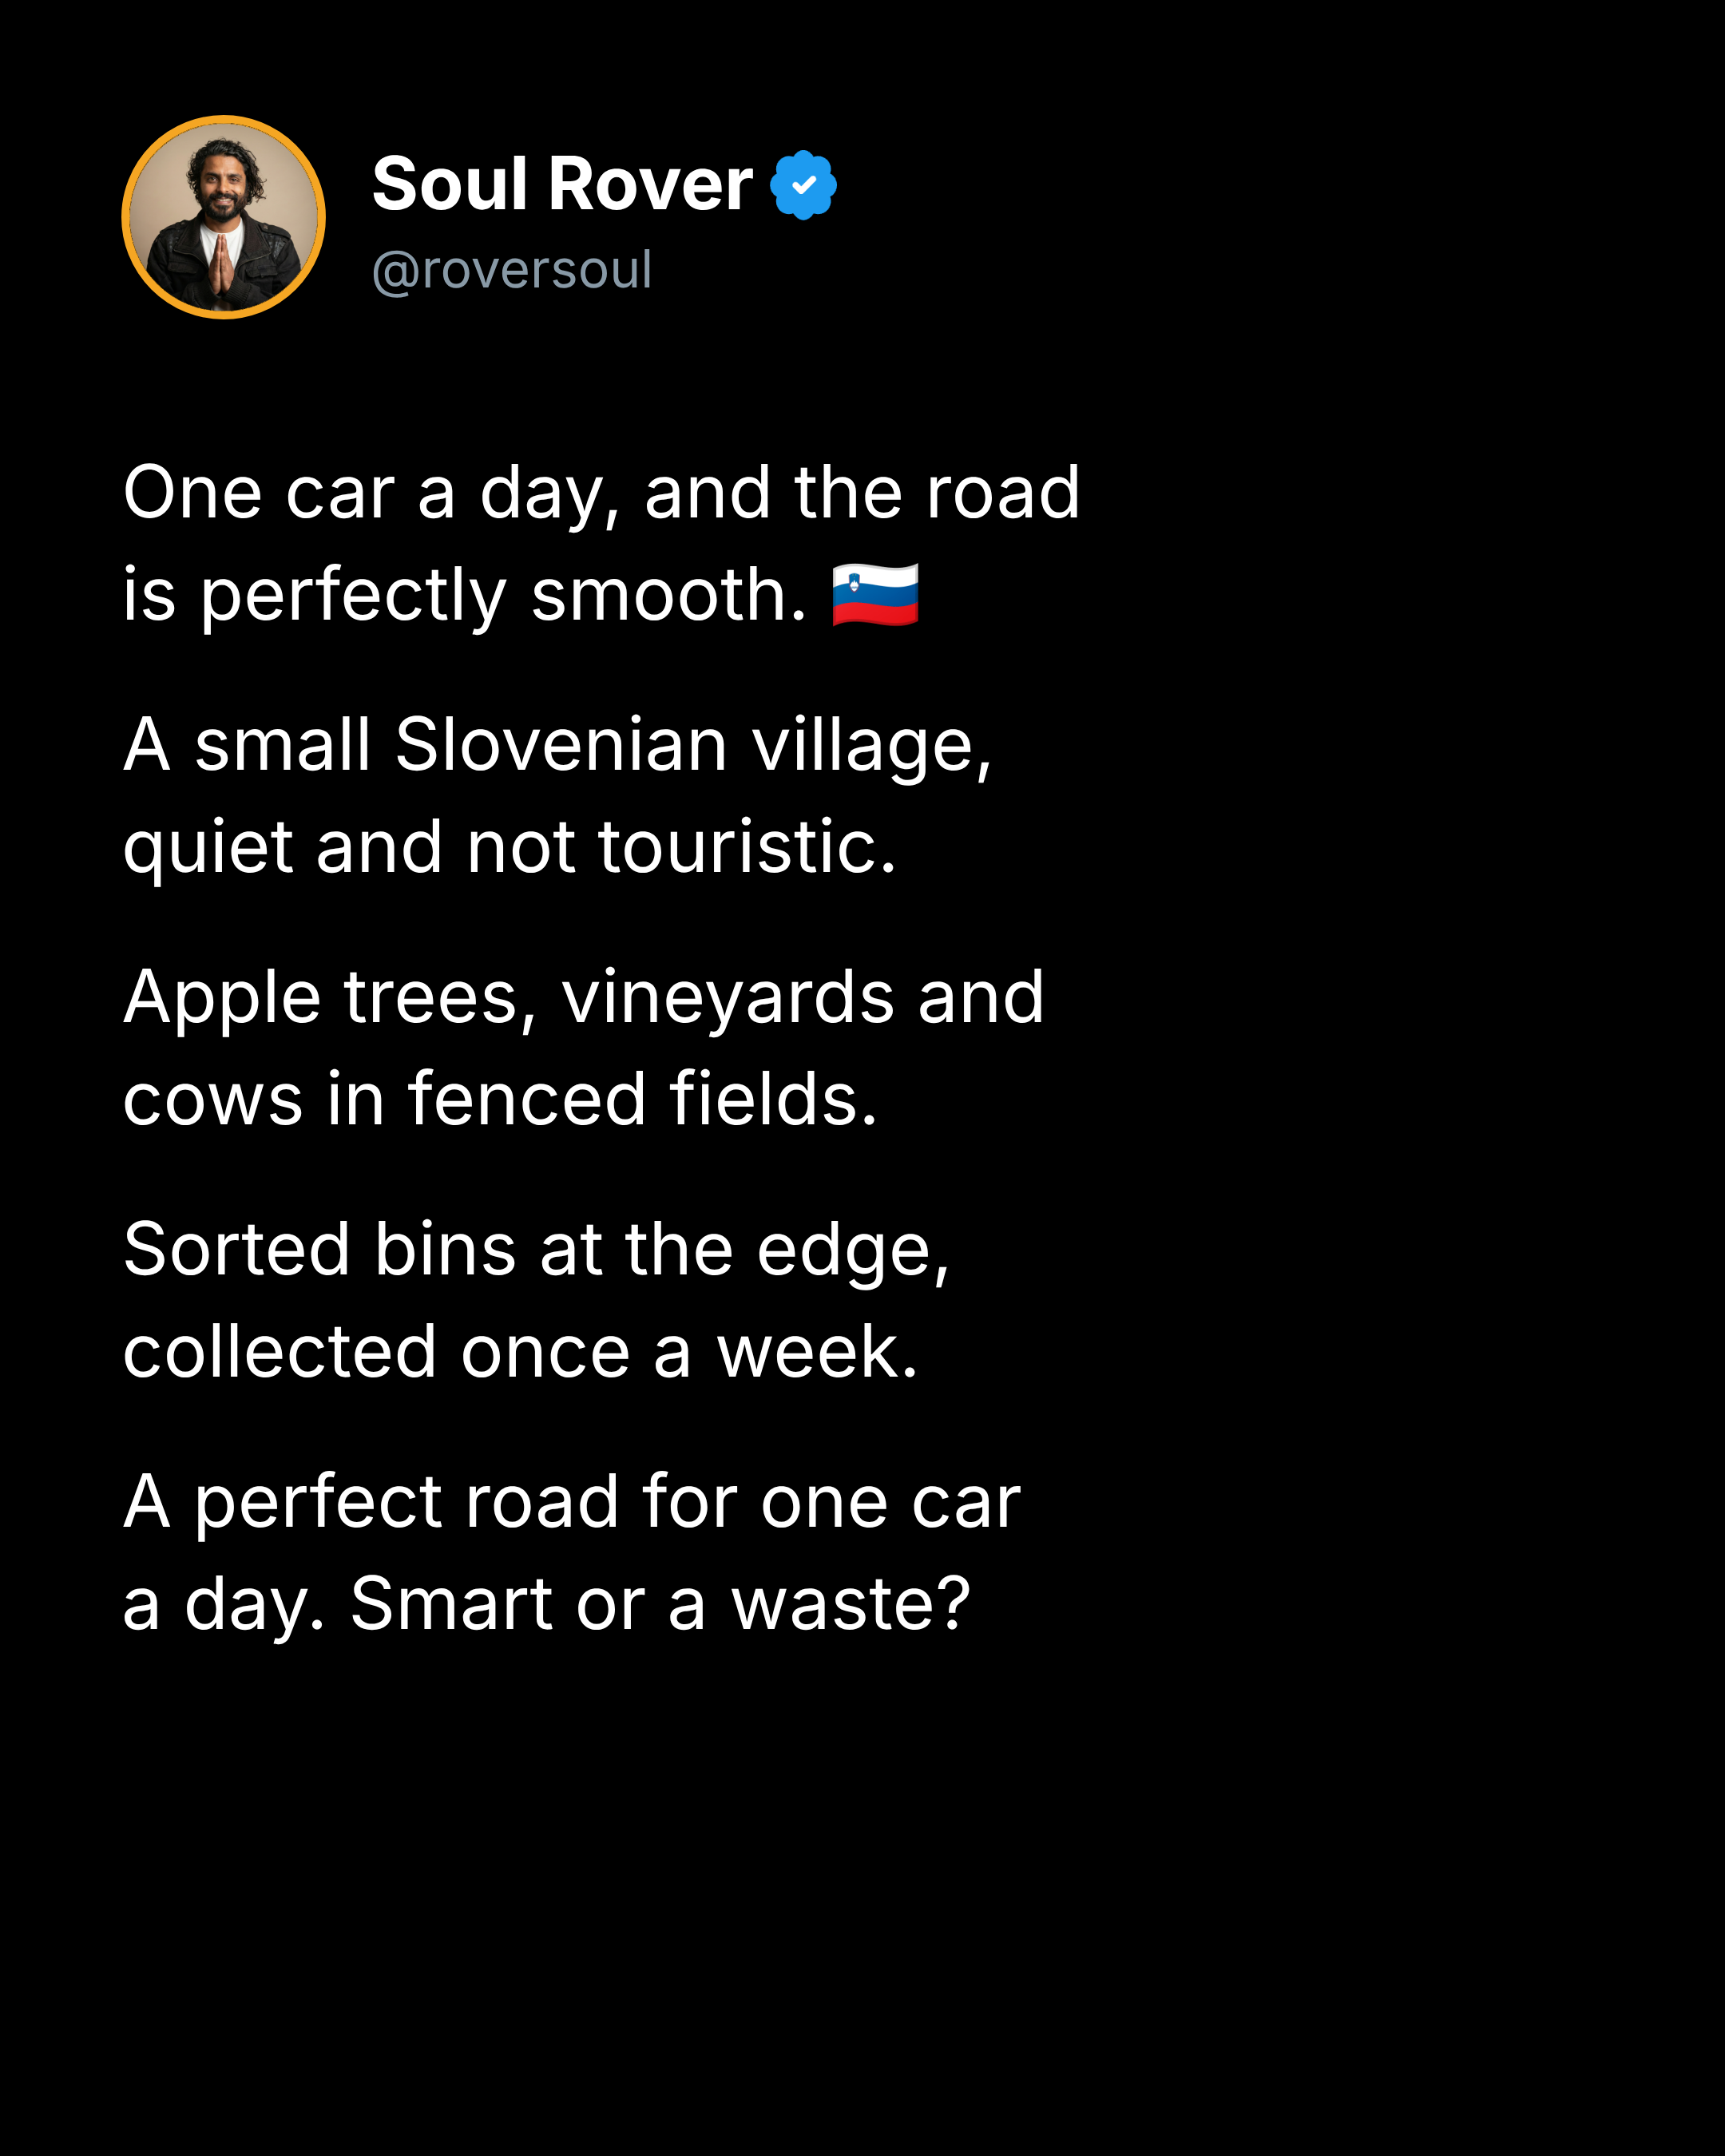 Soul Rover
@roversoul
One car a day, and the road
is perfectly smooth. 🇸🇮
A small Slovenian village,
quiet and not touristic.
Apple trees, vineyards and
cows in fenced fields.
Sorted bins at the edge,
collected once a week.
A perfect road for one car
a day. Smart or a waste?